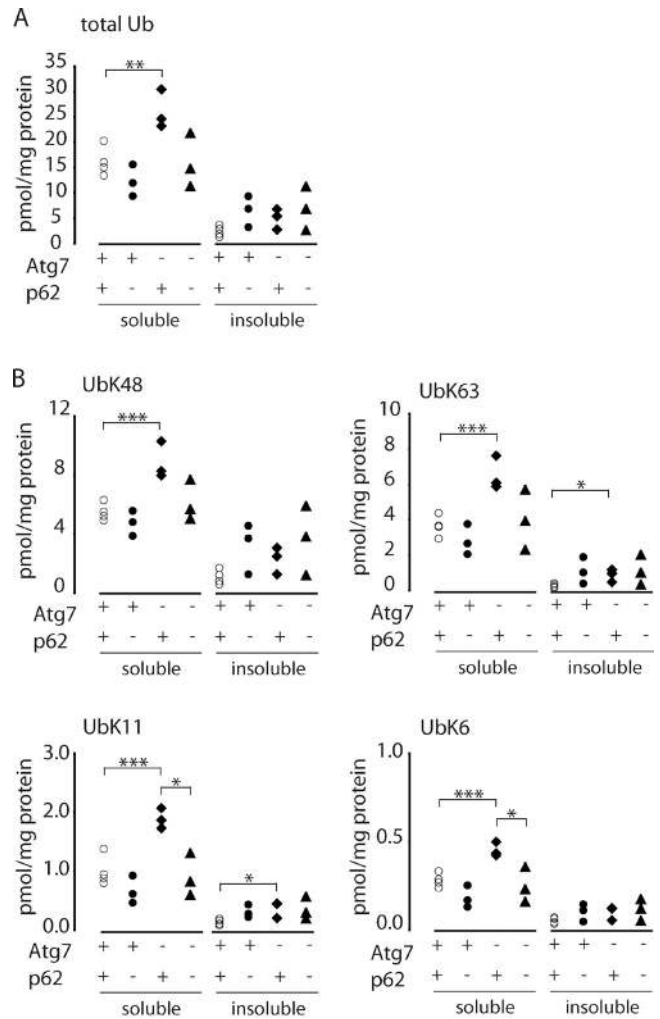 A
total Ub
**
35
30
25
20
15
10
5
0
pmol/mg protein
Atg7 + + - - + + - -
p62 + - + - + - + -
soluble insoluble
B
UbK48
***
12
8
4
0
pmol/mg protein
Atg7 + + - - + + - -
p62 + - + - + - + -
soluble insoluble
UbK63
***
*
10
8
6
4
2
0
pmol/mg protein
Atg7 + + - - + + - -
p62 + - + - + - + -
soluble insoluble
UbK11
***
*
*
3.0
2.0
1.0
0.0
pmol/mg protein
Atg7 + + - - + + - -
p62 + - + - + - + -
soluble insoluble
UbK6
***
*
1.0
0.5
0.0
pmol/mg protein
Atg7 + + - - + + - -
p62 + - + - + - + -
soluble insoluble